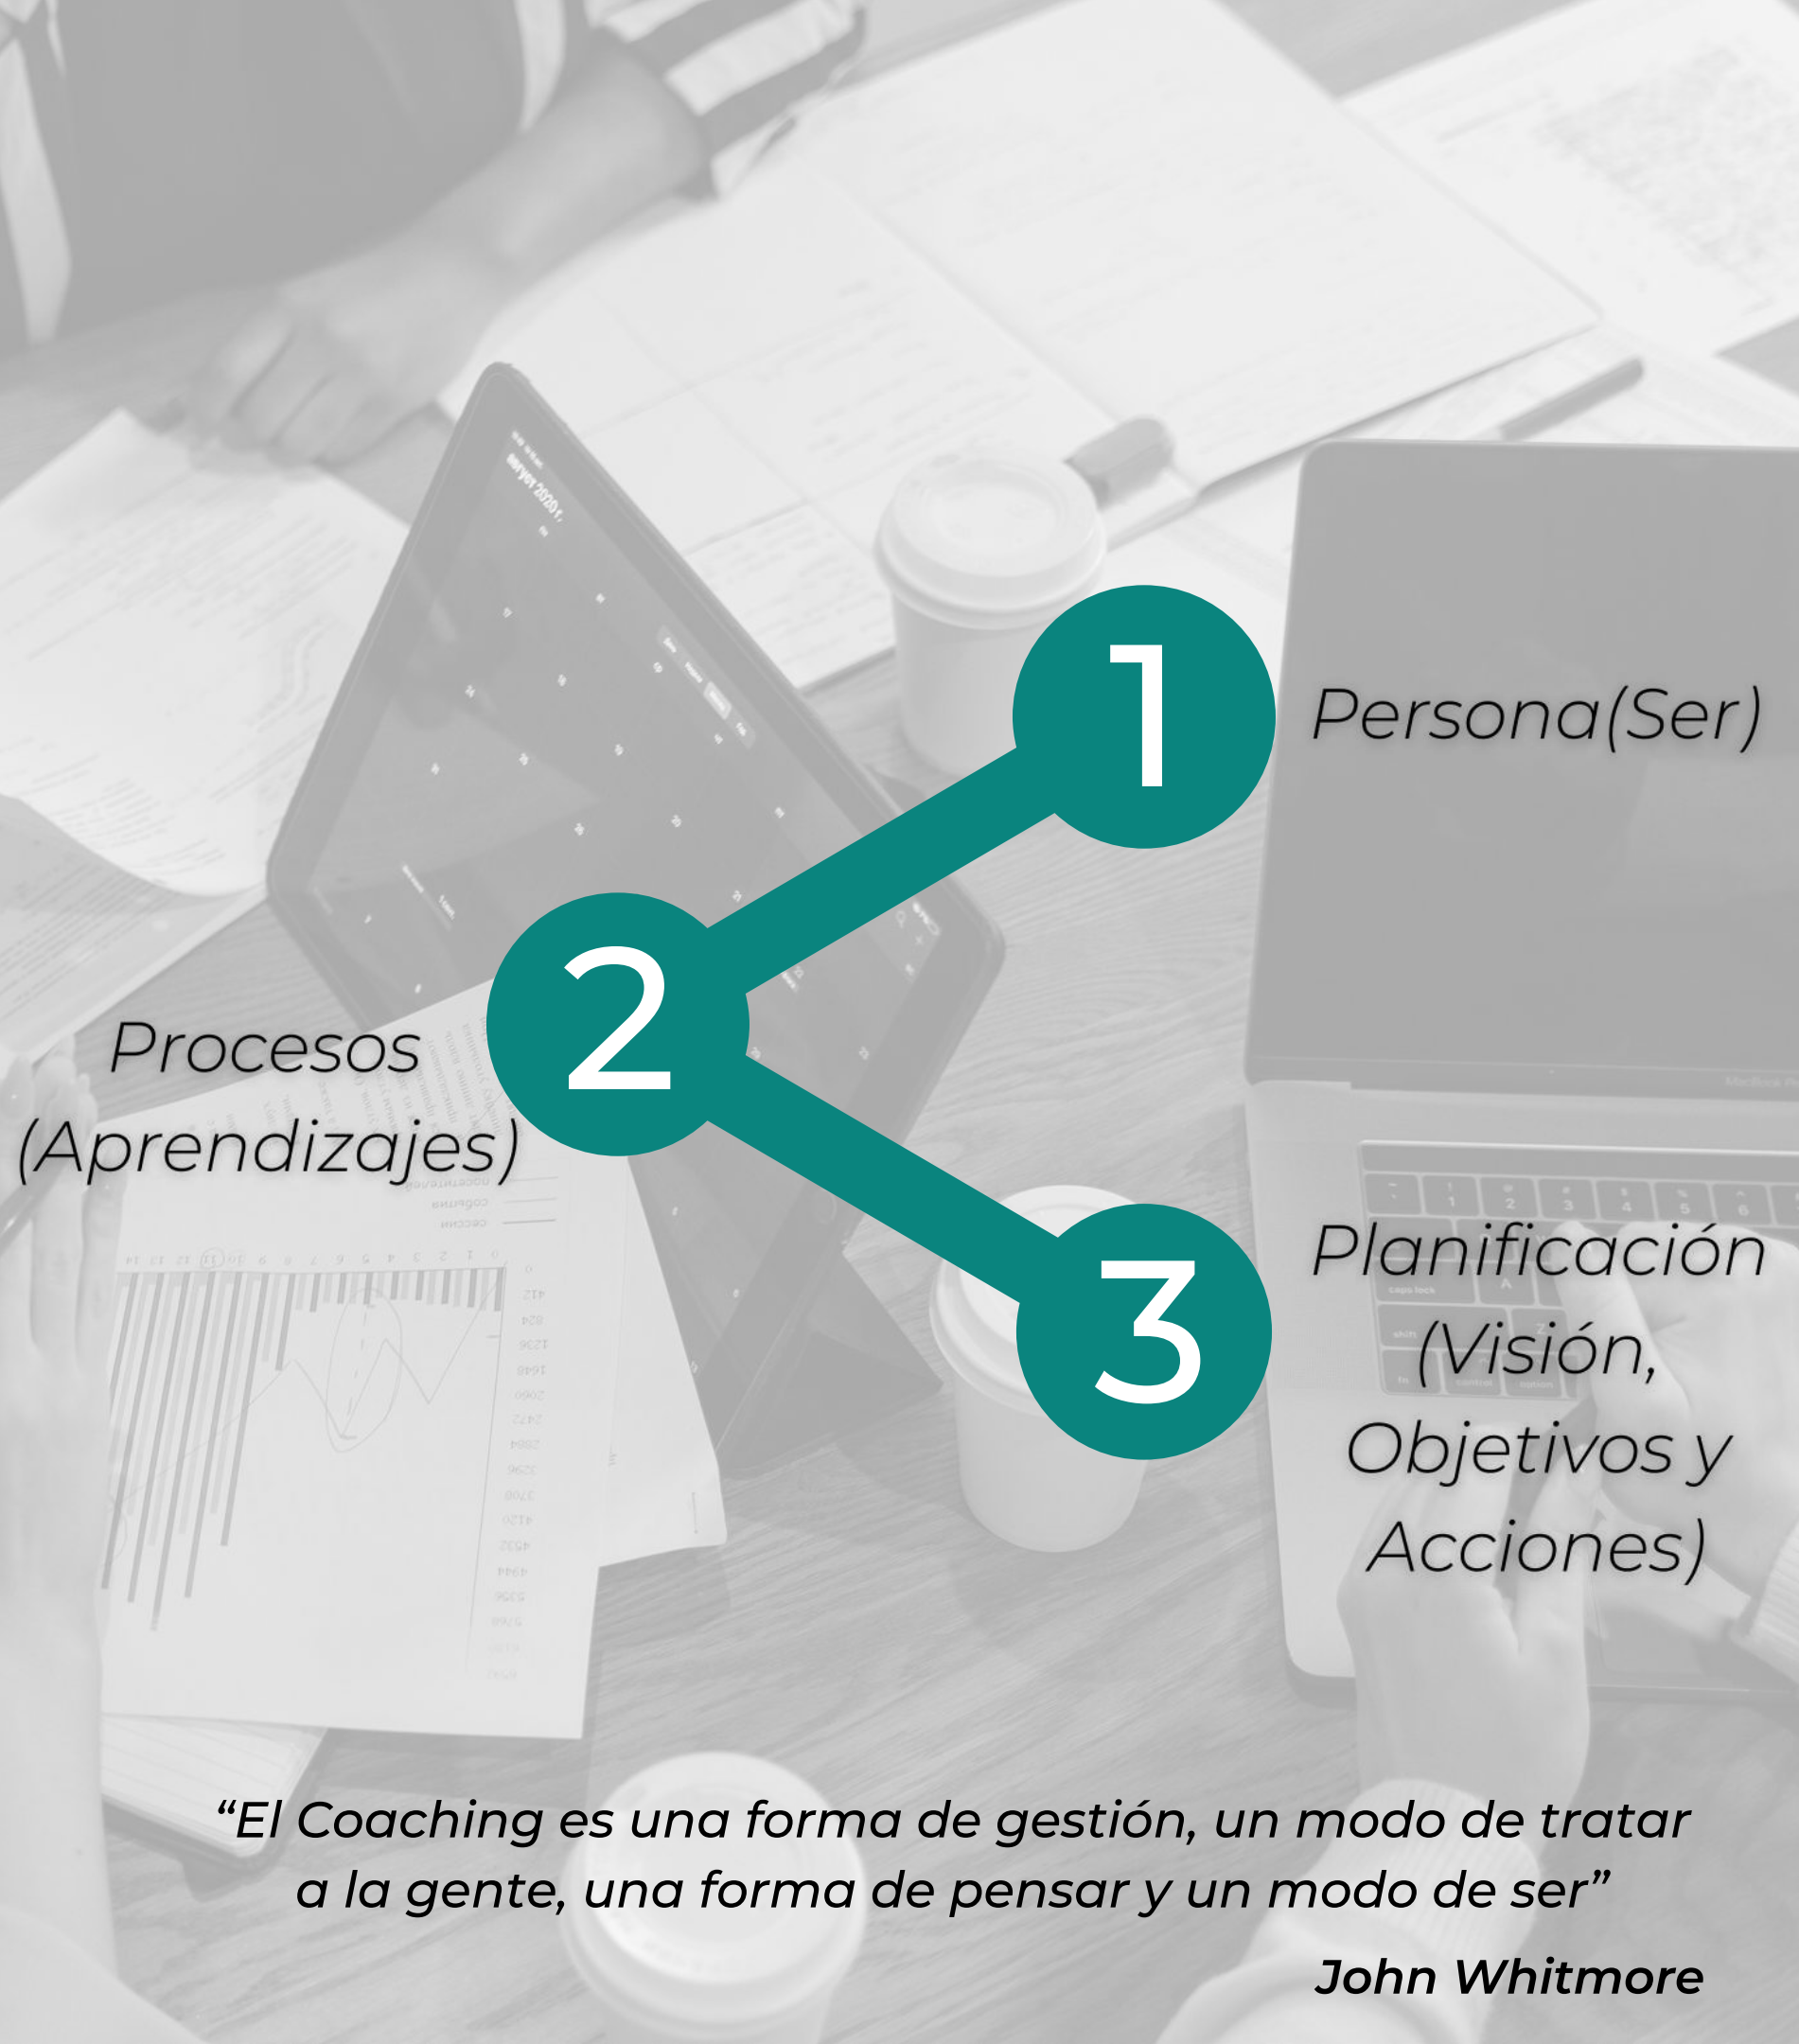 1
Persona(Ser)
2
Procesos
(Aprendizajes)
3
Planificación
(Visión,
Objetivos y
Acciones)
“El Coaching es una forma de gestión, un modo de tratar
a la gente, una forma de pensar y un modo de ser”
John Whitmore